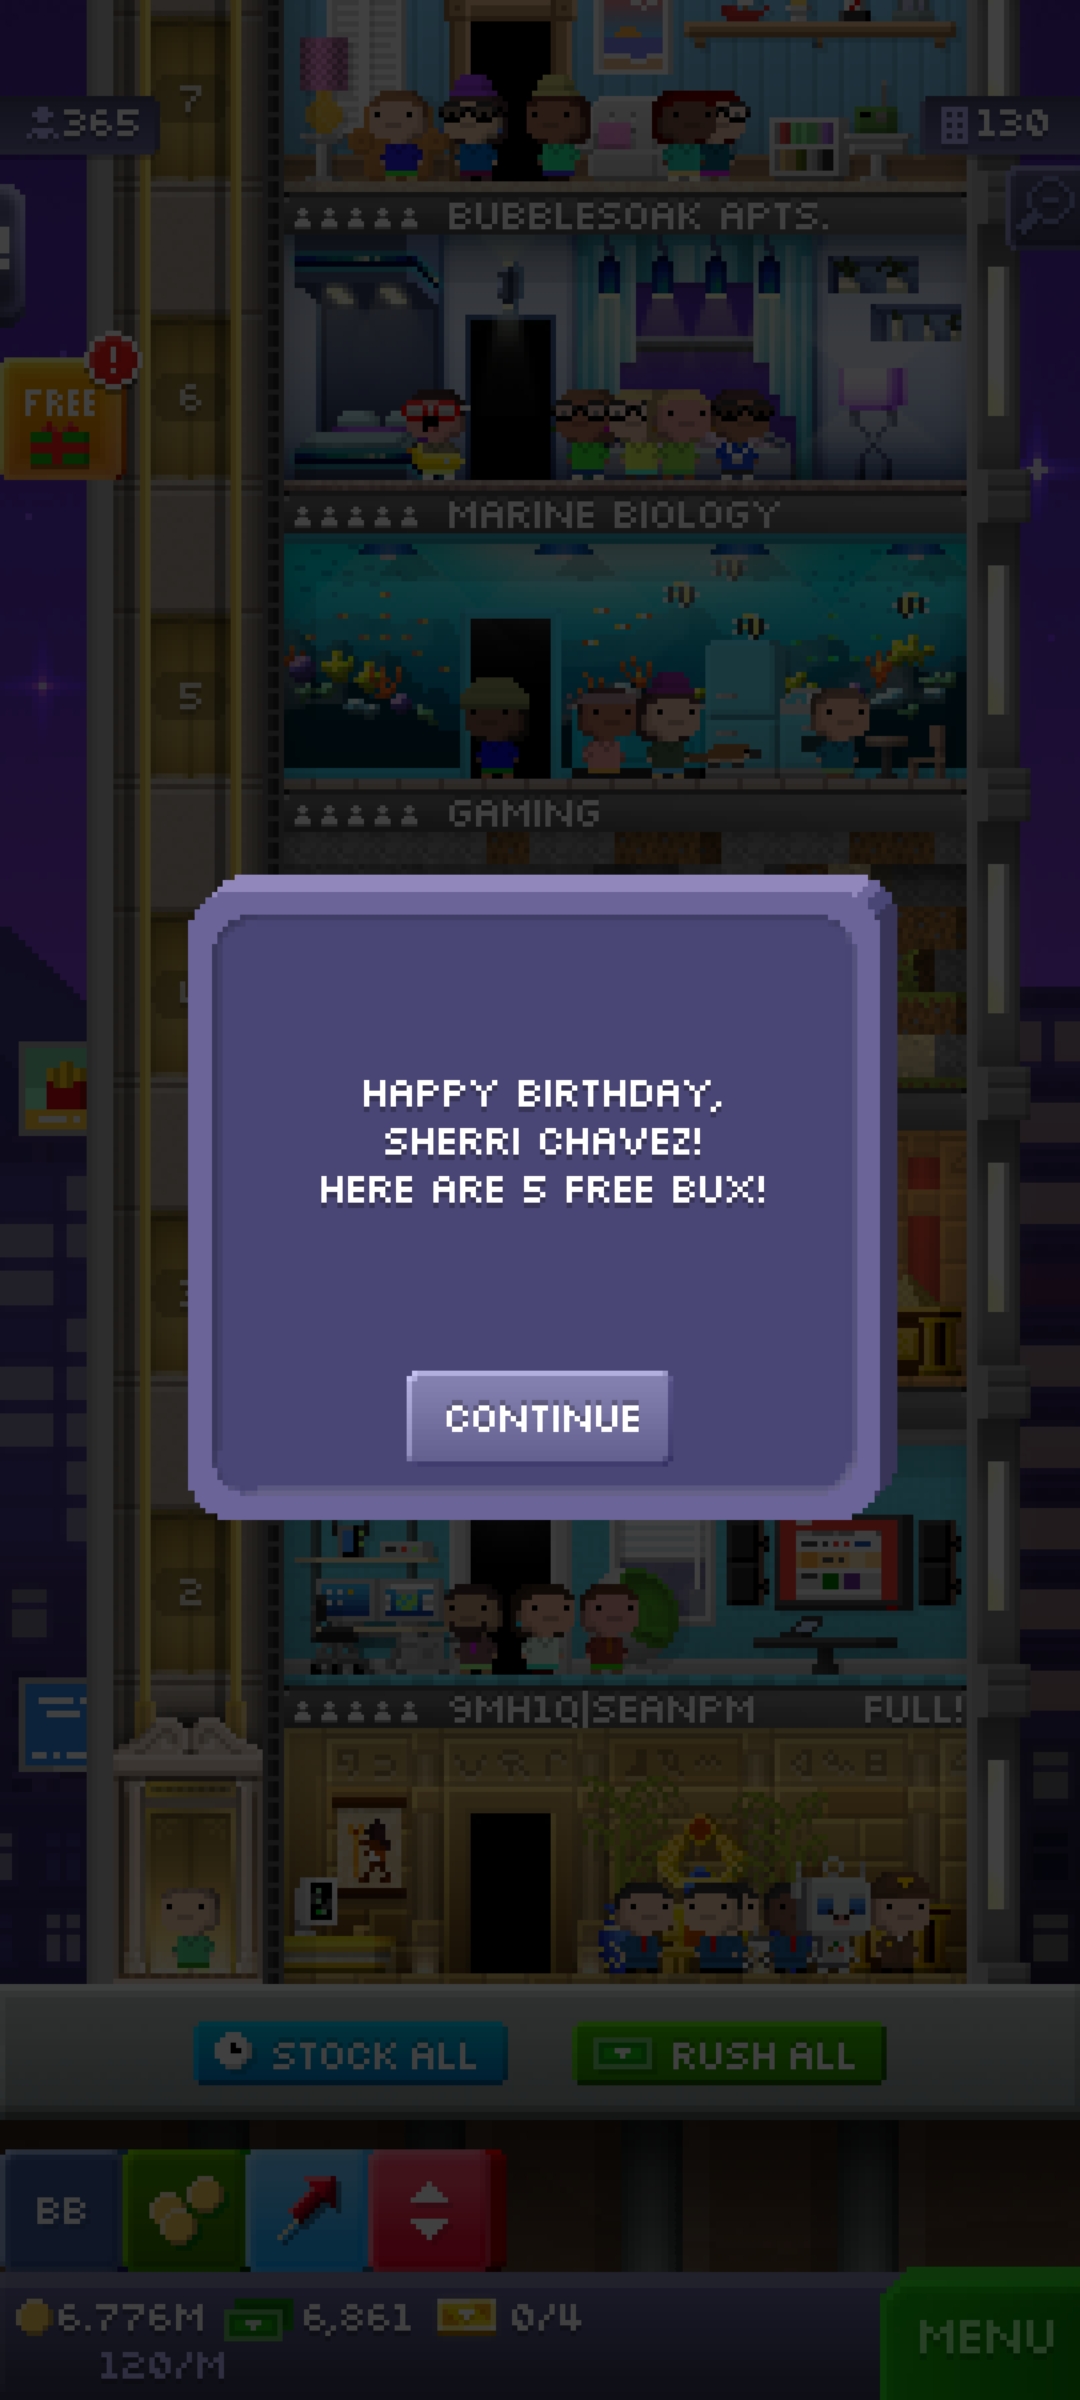 7
365
130
BUBBLESOAK APTS.
FREE
!
6
MARINE BIOLOGY
5
GAMING
HAPPY BIRTHDAY,
SHERRI CHAVEZ!
HERE ARE 5 FREE BUX!
CONTINUE
2
9MH1Q|SEANPM FULL!
STOCK ALL
RUSH ALL
BB
6.776M 6,861 0/4
120/M
MENU